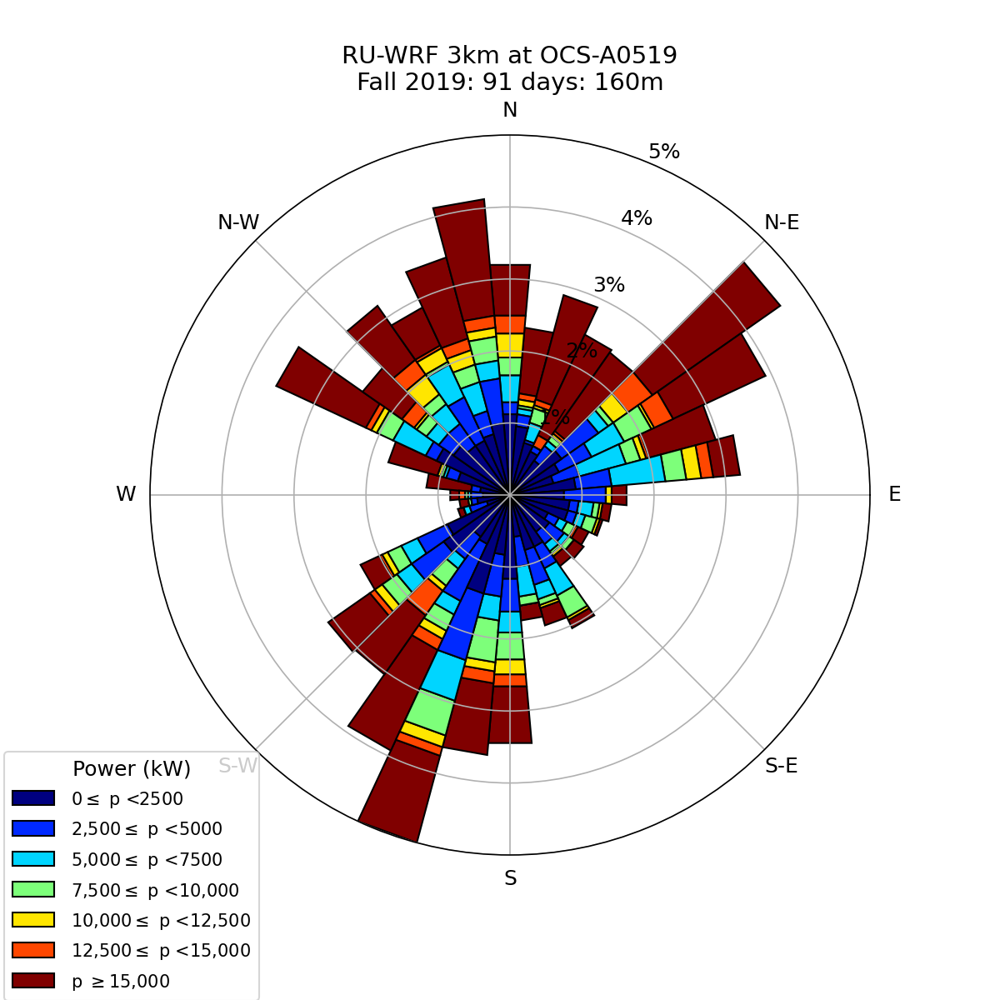 RU-WRF 3km at OCS-A0519
Fall 2019: 91 days: 160m
N
5%
4%
N-W
N-E
3%
2%
1%
W
E
S-W
S-E
S
Power (kW)
0≤ p <2500
2,500≤ p <5000
5,000≤ p <7500
7,500≤ p <10,000
10,000≤ p <12,500
12,500≤ p <15,000
p ≥15,000